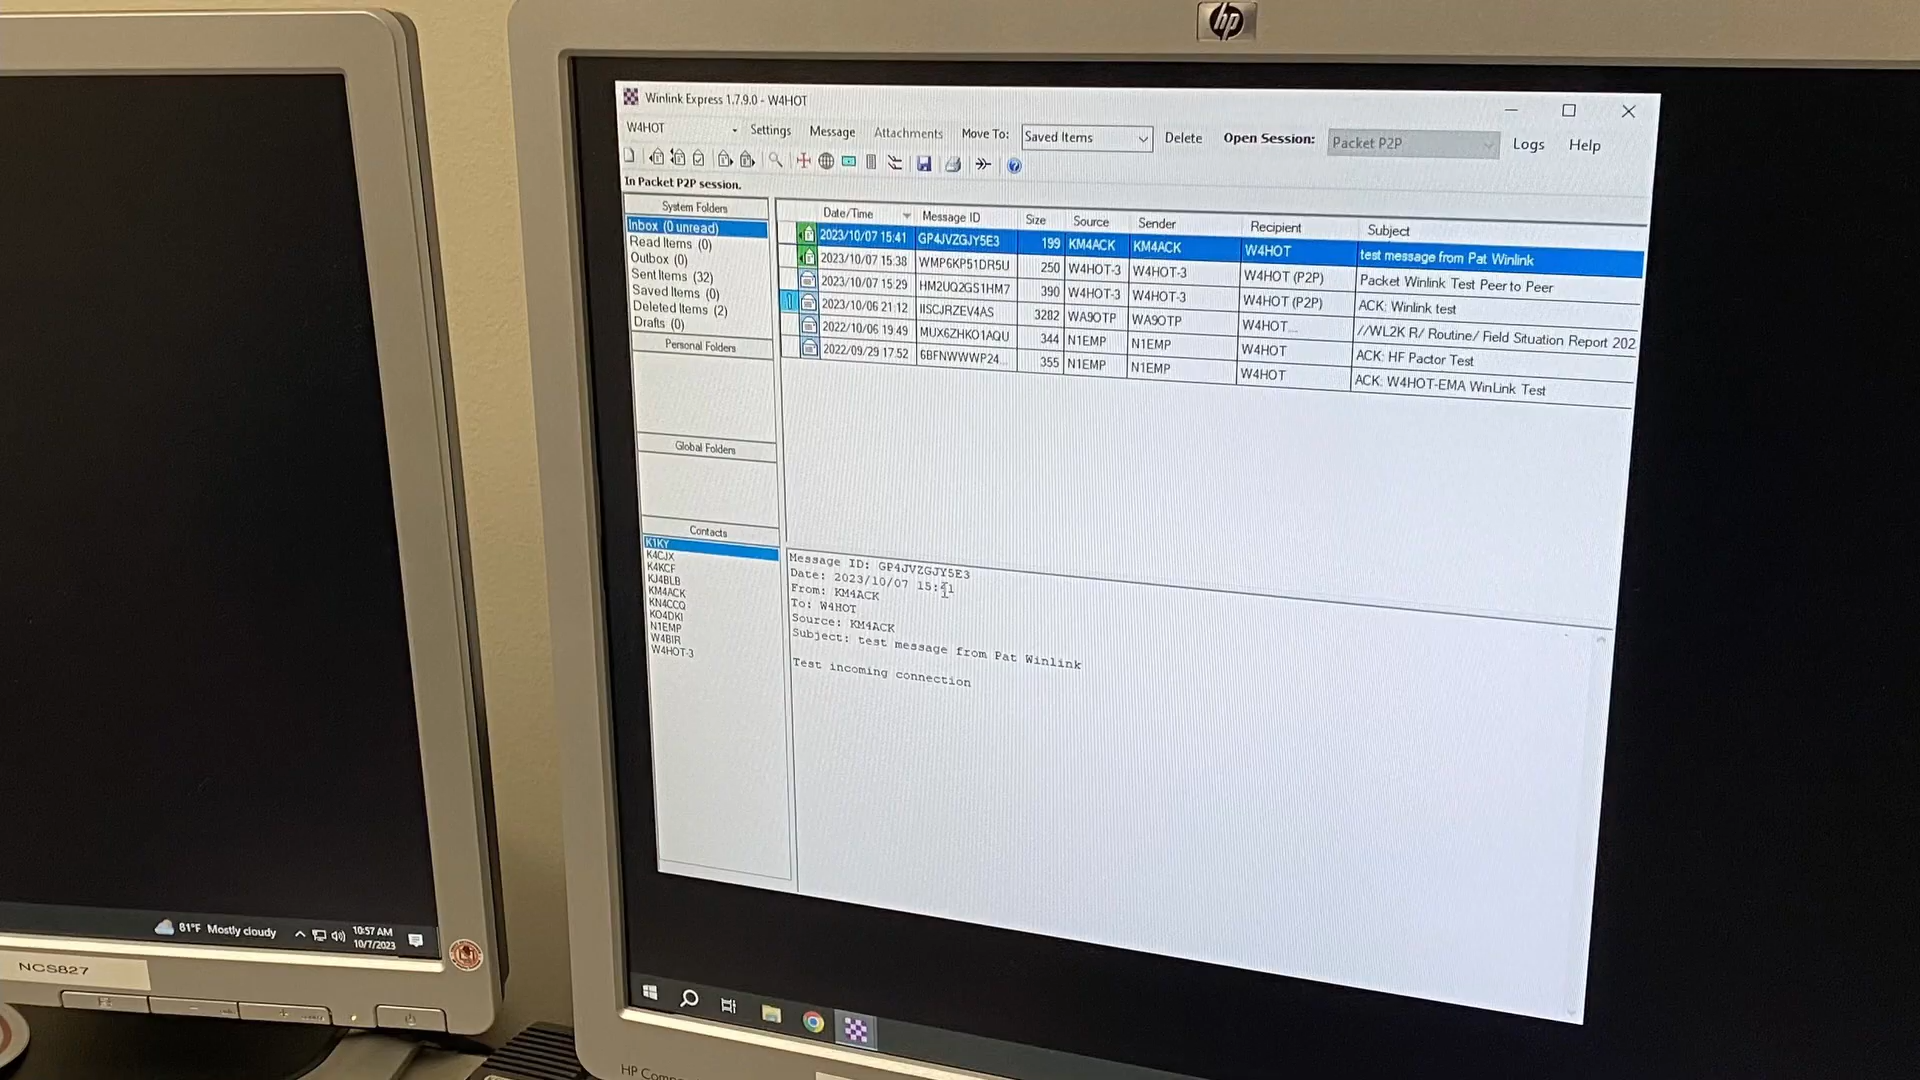 hp
Winlink Express 1.7.9.0 - W4HOT
W4HOT Settings Message Attachments Move To: Saved Items Delete Open Session: Packet P2P Logs Help
In Packet P2P session.
System Folders
Inbox (0 unread)
Read Items (0)
Outbox (0)
Sent Items (32)
Saved Items (0)
Deleted Items (2)
Drafts (0)
Personal Folders
Global Folders
Contacts
K1KY
K4CJX
K4KCF
KJ4BLB
KM4ACK
KN4CCQ
KO4DKI
N1EMP
W4BIR
W4HOT-3
Date/Time Message ID Size Source Sender Recipient Subject
2023/10/07 15:41 GP4JVZGJY5E3 199 KM4ACK KM4ACK W4HOT test message from Pat Winlink
2023/10/07 15:38 WMP6KP51DR5U 250 W4HOT-3 W4HOT-3 W4HOT (P2P) Packet Winlink Test Peer to Peer
2023/10/07 15:29 HM2UQ2GS1HM7 390 W4HOT-3 W4HOT-3 W4HOT (P2P) ACK: Winlink test
2023/10/06 21:12 IISCJRZEV4AS 3282 WA9OTP WA9OTP W4HOT... //WL2K R/ Routine/ Field Situation Report 202
2022/10/06 19:49 MUX6ZHKO1AQU 344 N1EMP N1EMP W4HOT ACK: HF Pactor Test
2022/09/29 17:52 6BFNWWWP24... 355 N1EMP N1EMP W4HOT ACK: W4HOT-EMA WinLink Test
Message ID: GP4JVZGJY5E3
Date: 2023/10/07 15:41
From: KM4ACK
To: W4HOT
Source: KM4ACK
Subject: test message from Pat Winlink
Test incoming connection
81°F Mostly cloudy 10:57 AM
10/7/2023
NCS827